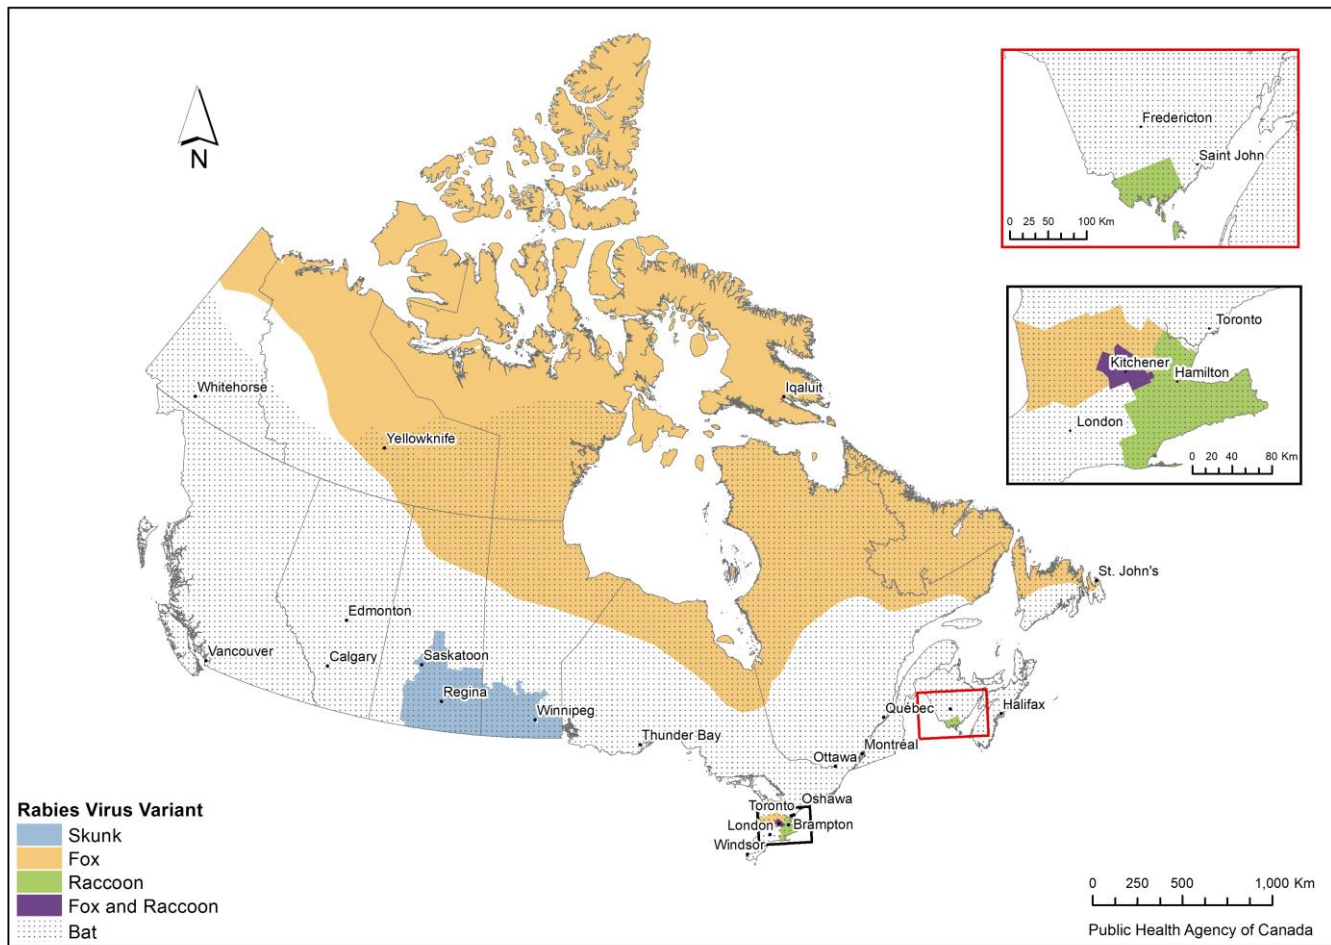 N
Fredericton
Saint John
0 25 50 100 Km
Toronto
Kitchener
Hamilton
London
0 20 40 80 Km
Whitehorse
Iqaluit
Yellowknife
St. John's
Edmonton
Vancouver
Calgary
Saskatoon
Regina
Winnipeg
Thunder Bay
Québec
Halifax
Montréal
Ottawa
Toronto
Oshawa
London
Brampton
Windsor
Rabies Virus Variant
Skunk
Fox
Raccoon
Fox and Raccoon
Bat
0 250 500 1,000 Km
Public Health Agency of Canada